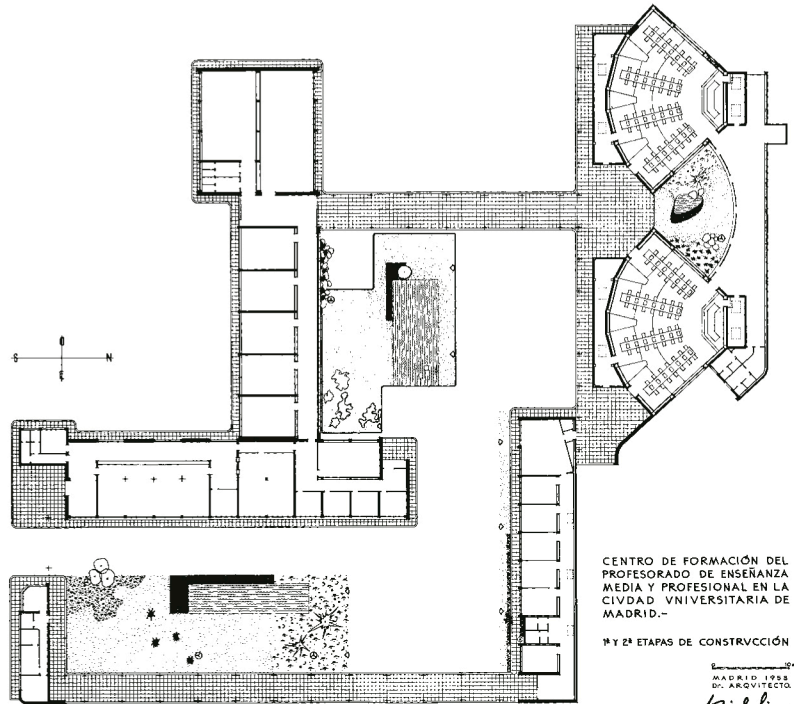 O
S N
E
CENTRO DE FORMACIÓN DEL
PROFESORADO DE ENSEÑANZA
MEDIA Y PROFESIONAL EN LA
CIVDAD VNIVERSITARIA DE
MADRID.-
1ª Y 2ª ETAPAS DE CONSTRVCCIÓN
MADRID 1958
Dr. ARQVITECTO